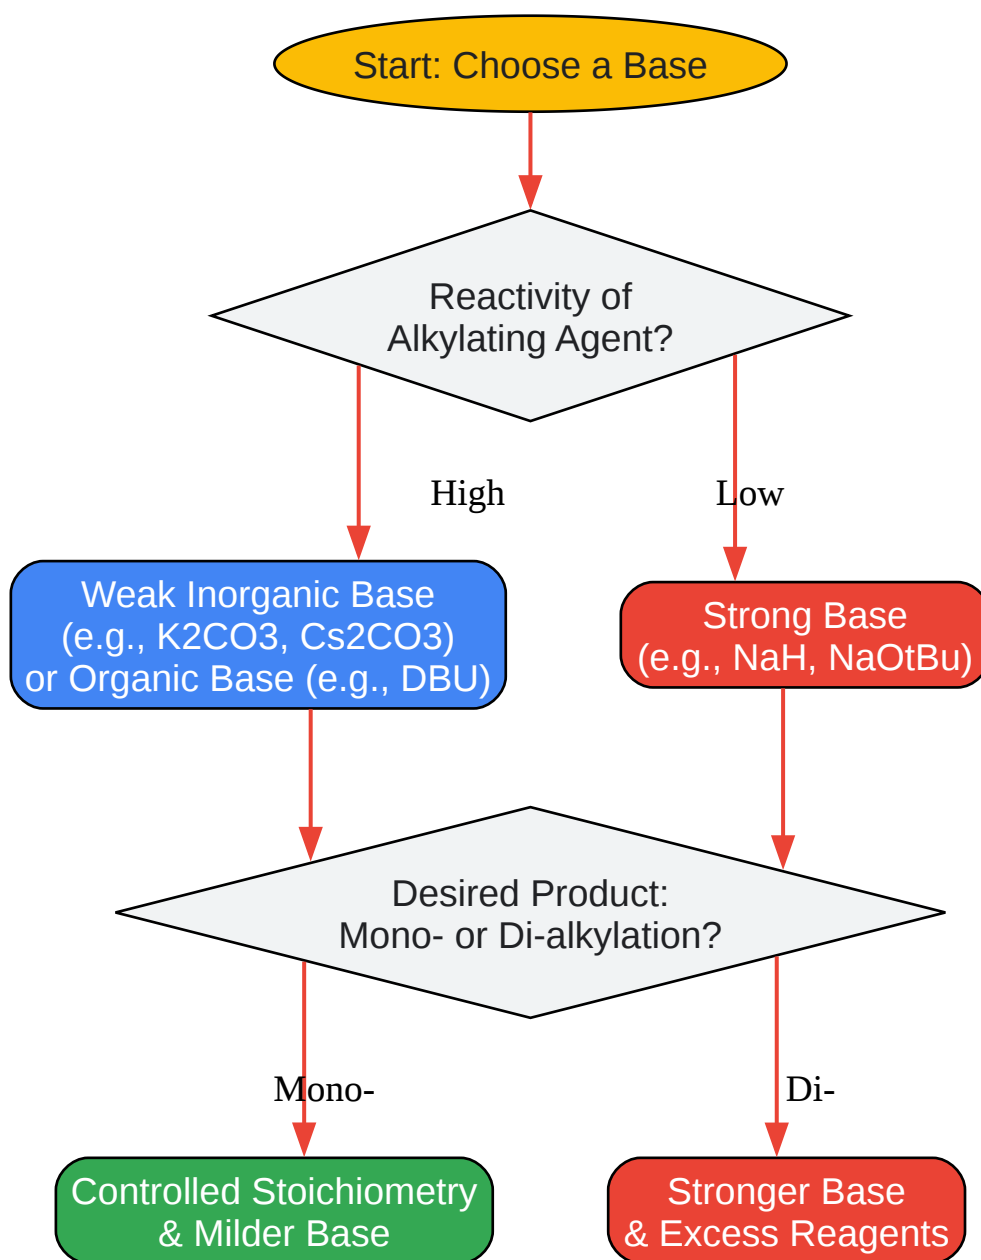 Start: Choose a Base
Reactivity of
Alkylating Agent?
High
Low
Weak Inorganic Base
(e.g., K2CO3, Cs2CO3)
or Organic Base (e.g., DBU)
Strong Base
(e.g., NaH, NaOtBu)
Desired Product:
Mono- or Di-alkylation?
Mono-
Di-
Controlled Stoichiometry
& Milder Base
Stronger Base
& Excess Reagents